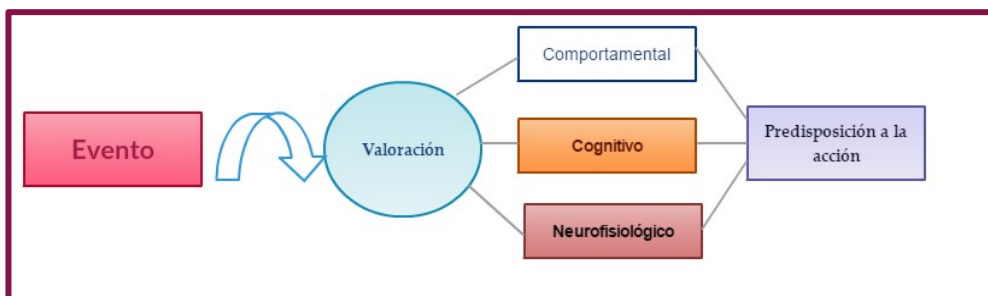 Evento
Valoración
Comportamental
Cognitivo
Neurofisiológico
Predisposición a la
acción